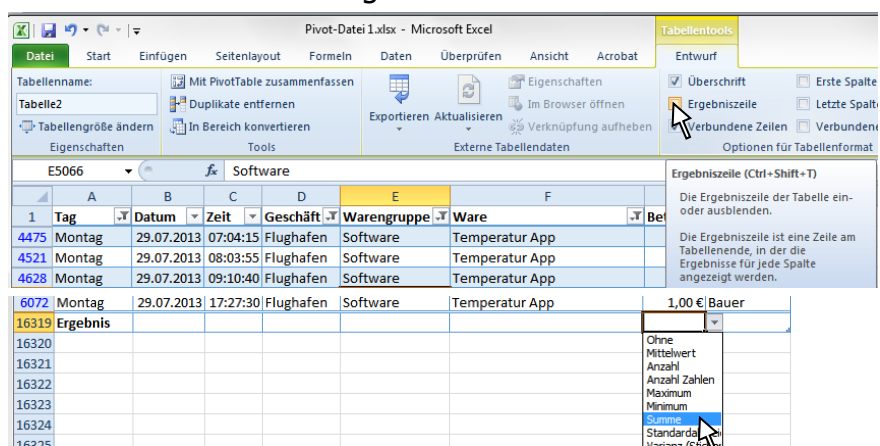 Pivot-Datei 1.xlsx - Microsoft Excel
Tabellentools
Datei Start Einfügen Seitenlayout Formeln Daten Überprüfen Ansicht Acrobat Entwurf
Tabellenname: Mit PivotTable zusammenfassen Eigenschaften Überschrift Erste Spalte
Tabelle2 Duplikate entfernen Exportieren Aktualisieren Im Browser öffnen Ergebniszeile Letzte Spalte
Tabellengröße ändern In Bereich konvertieren Verknüpfung aufheben Verbundene Zeilen Verbundene
Eigenschaften Tools Externe Tabellendaten Optionen für Tabellenformat
E5066 fx Software
Ergebniszeile (Ctrl+Shift+T)
Die Ergebniszeile der Tabelle ein-
oder ausblenden.
Die Ergebniszeile ist eine Zeile am
Tabellenende, in der die
Ergebnisse für jede Spalte
angezeigt werden.
A B C D E F
1 Tag Datum Zeit Geschäft Warengruppe Ware
4475 Montag 29.07.2013 07:04:15 Flughafen Software Temperatur App
4521 Montag 29.07.2013 08:03:55 Flughafen Software Temperatur App
4628 Montag 29.07.2013 09:10:40 Flughafen Software Temperatur App
6072 Montag 29.07.2013 17:27:30 Flughafen Software Temperatur App 1,00 € Bauer
16319 Ergebnis
16320
16321
16322
16323
16324
16325
Ohne
Mittelwert
Anzahl
Anzahl Zahlen
Maximum
Minimum
Summe